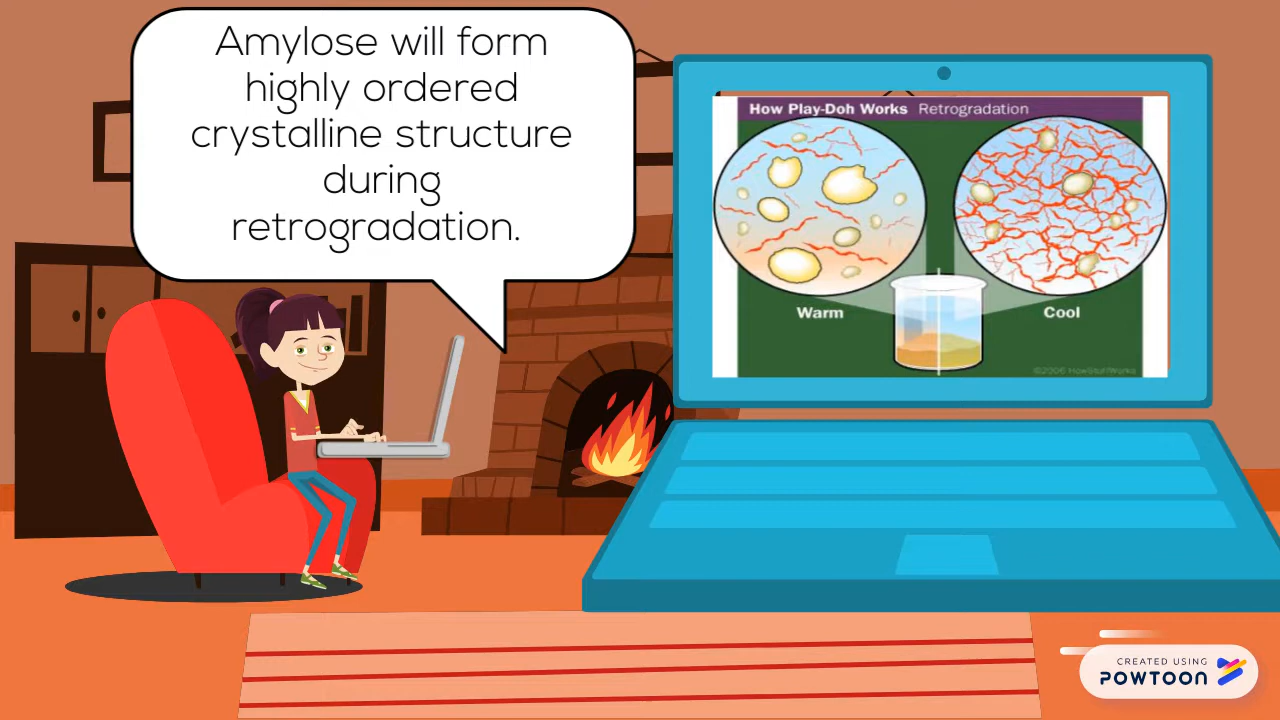 Amylose will form
highly ordered
crystalline structure
during
retrogradation.
How Play-Doh Works Retrogradation
Warm
Cool
©2006 HowStuffWorks
CREATED USING
POWTOON